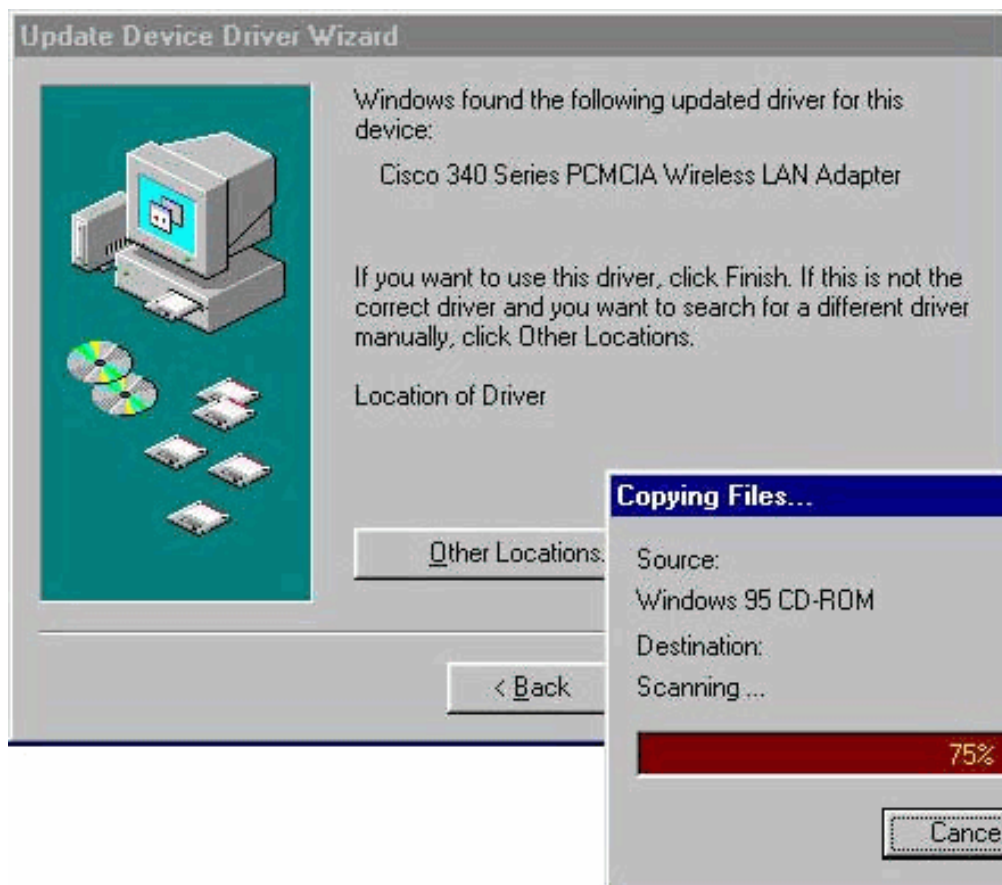 Update Device Driver Wizard
Windows found the following updated driver for this
device:
Cisco 340 Series PCMCIA Wireless LAN Adapter
If you want to use this driver, click Finish. If this is not the
correct driver and you want to search for a different driver
manually, click Other Locations.
Location of Driver
Other Locations.
< Back
Copying Files...
Source:
Windows 95 CD-ROM
Destination:
Scanning ...
75%
Cance